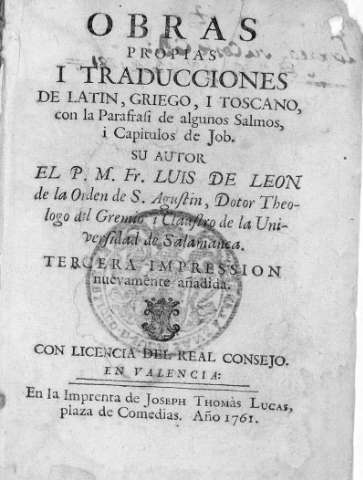 OBRAS
PROPIAS
I TRADUCCIONES
DE LATIN, GRIEGO, I TOSCANO,
con la Parafrasi de algunos Salmos,
i Capitulos de Job.
SU AUTOR
EL P. M. Fr. LUIS DE LEON
de la Orden de S. Agustin, Dotor Theo-
logo del Gremio i Claustro de la Uni-
versidad de Salamanca.
TERCERA IMPRESSION
nuevamente añadida.
CON LICENCIA DEL REAL CONSEJO.
EN VALENCIA:
En la Imprenta de JOSEPH THOMÀS LUCAS,
plaza de Comedias. Año 1761.